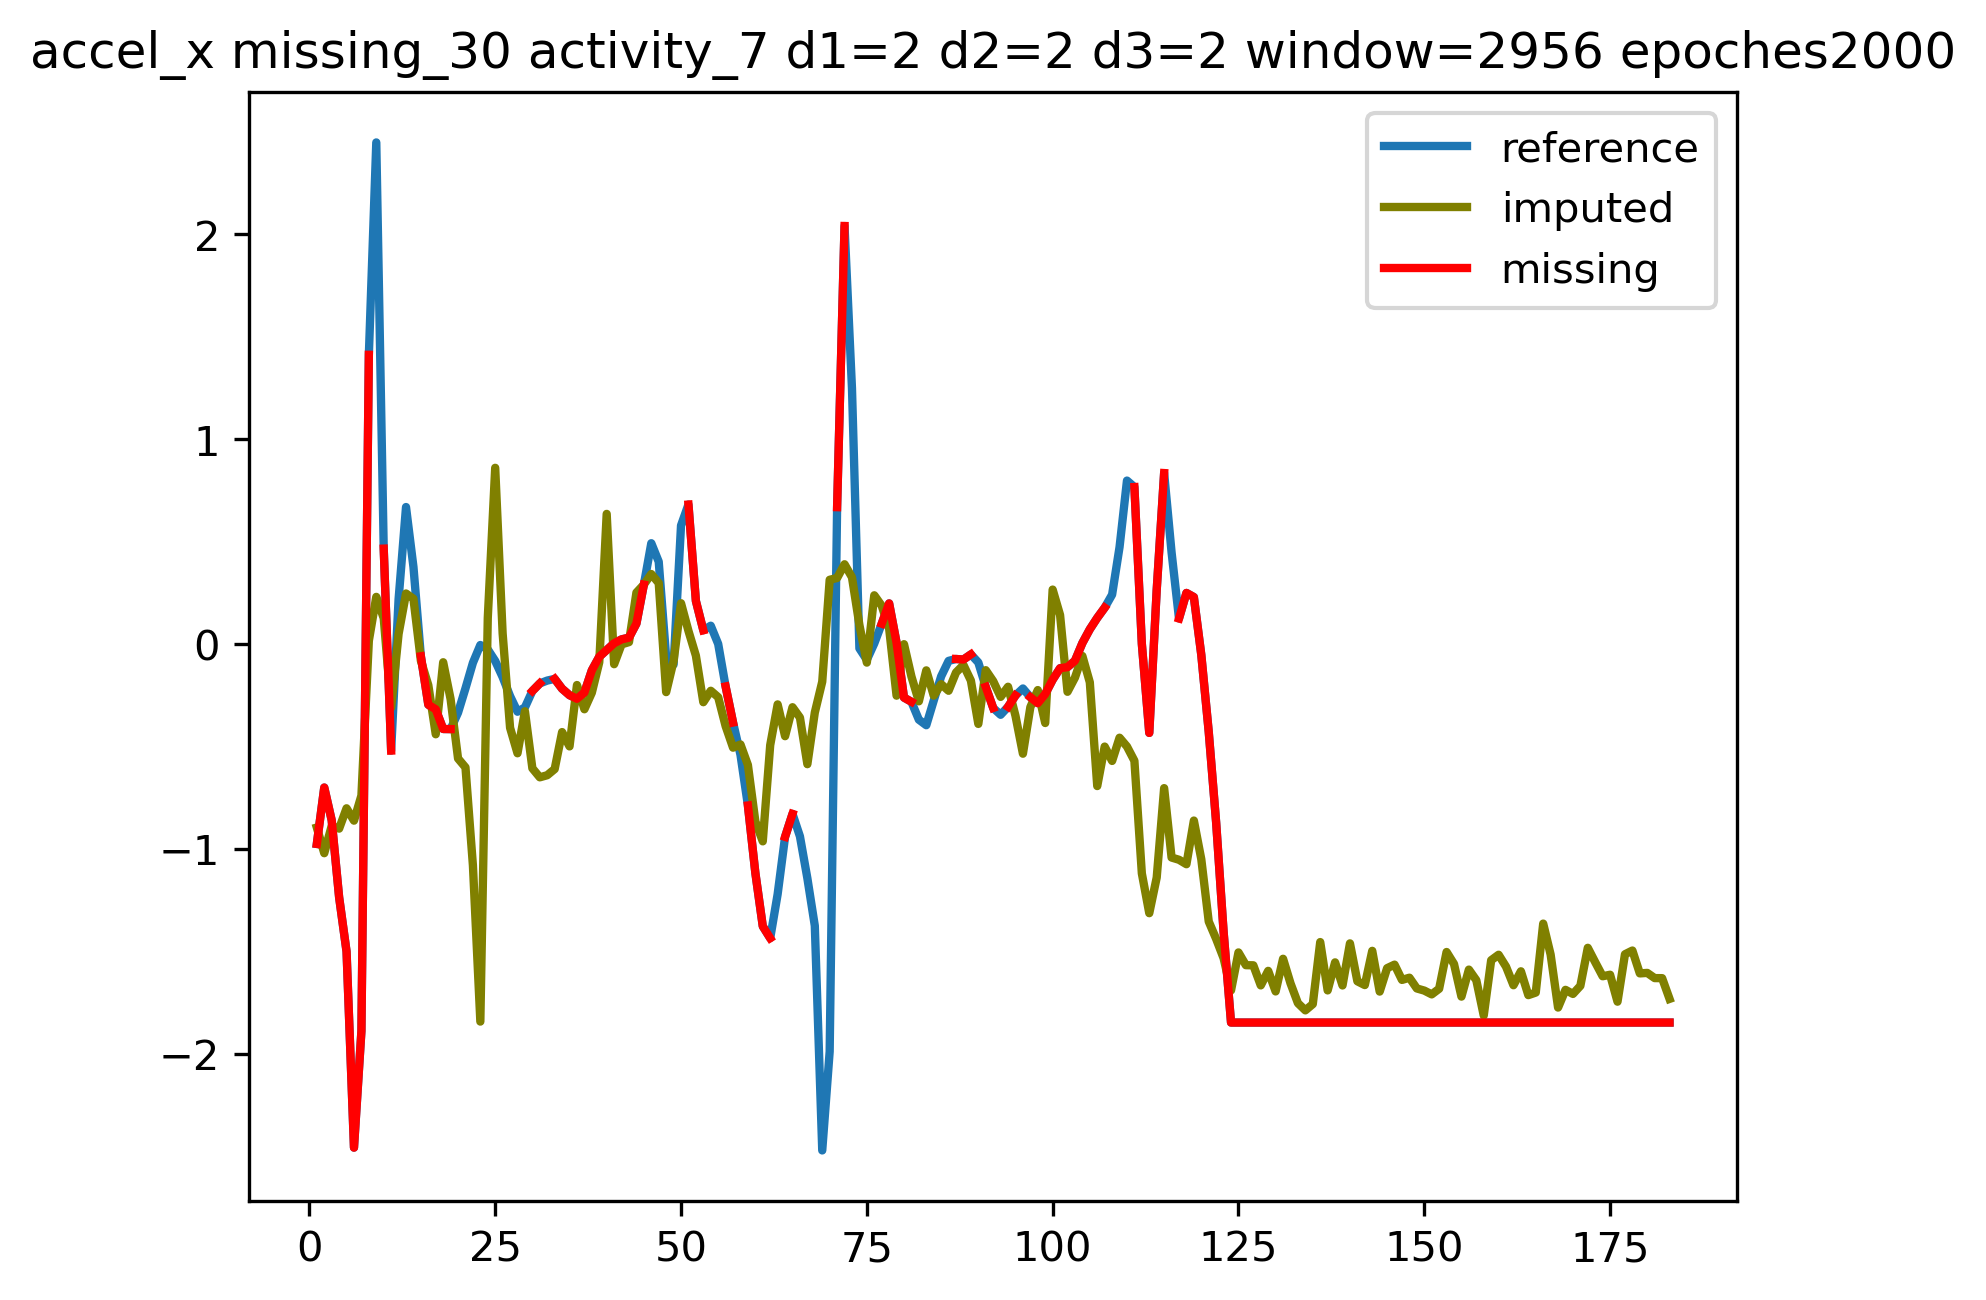 accel_x missing_30 activity_7 d1=2 d2=2 d3=2 window=2956 epoches2000
reference
imputed
missing
2
1
0
−1
−2
0 25 50 75 100 125 150 175